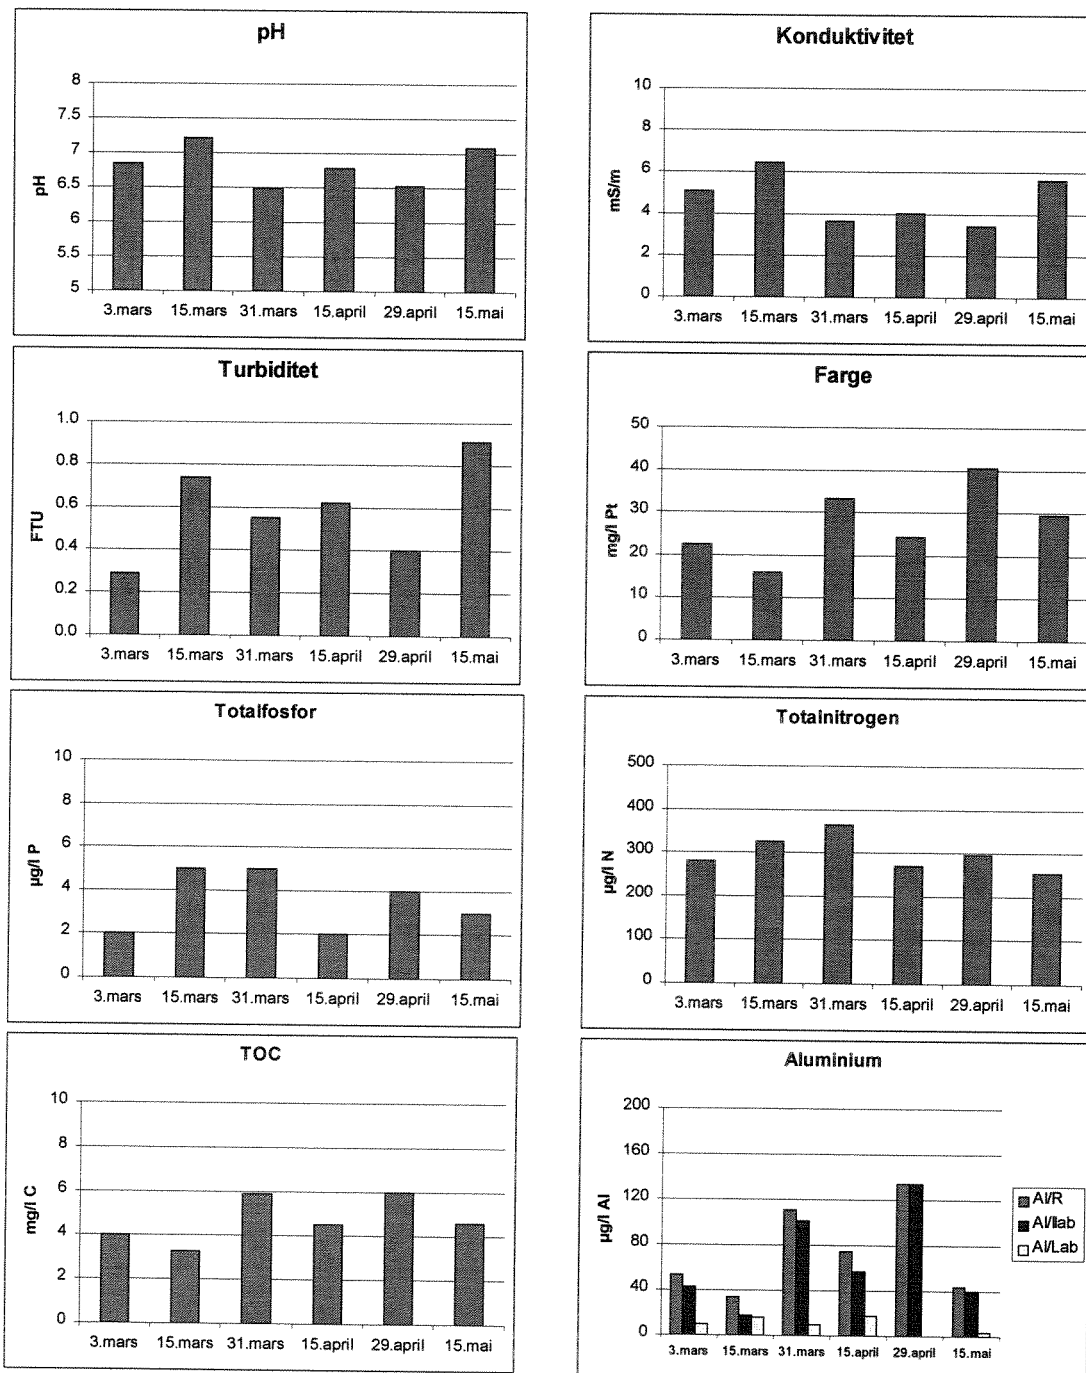 pH
8
7.5
7
6.5
6
5.5
5
pH
3.mars 15.mars 31.mars 15.april 29.april 15.mai
Konduktivitet
10
8
6
4
2
0
mS/m
3.mars 15.mars 31.mars 15.april 29.april 15.mai
Turbiditet
1.0
0.8
0.6
0.4
0.2
0.0
FTU
3.mars 15.mars 31.mars 15.april 29.april 15.mai
Farge
50
40
30
20
10
0
mg/l Pt
3.mars 15.mars 31.mars 15.april 29.april 15.mai
Totalfosfor
10
8
6
4
2
0
µg/l P
3.mars 15.mars 31.mars 15.april 29.april 15.mai
Totalnitrogen
500
400
300
200
100
0
µg/l N
3.mars 15.mars 31.mars 15.april 29.april 15.mai
TOC
10
8
6
4
2
0
mg/l C
3.mars 15.mars 31.mars 15.april 29.april 15.mai
Aluminium
200
160
120
80
40
0
µg/l Al
3.mars 15.mars 31.mars 15.april 29.april 15.mai
Al/R
Al/Ilab
Al/Lab